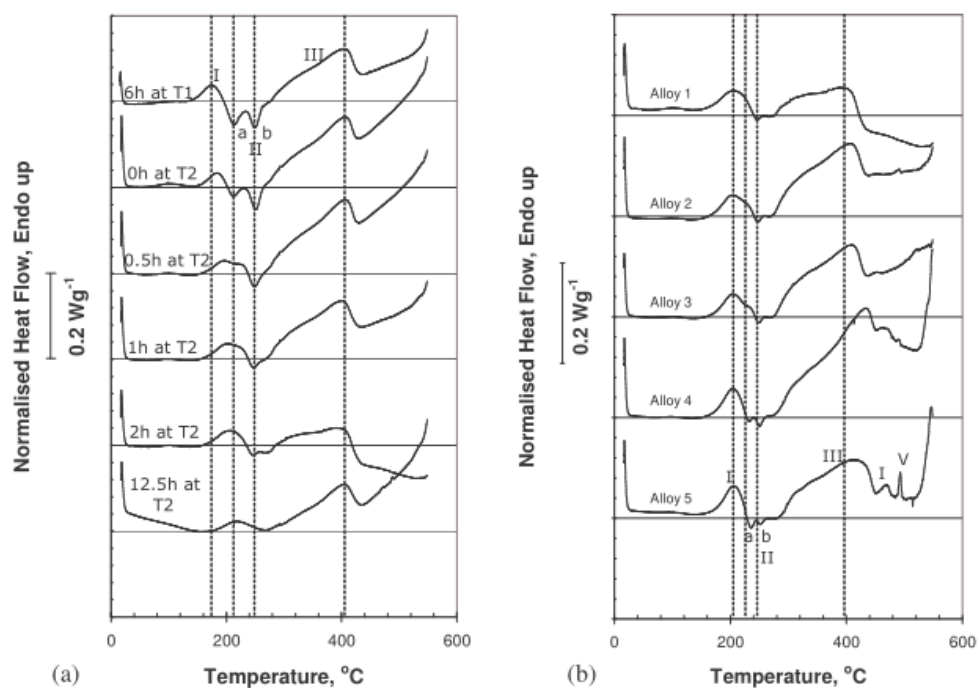 (a)
Normalised Heat Flow, Endo up
0.2 Wg⁻¹
6h at T1
0h at T2
0.5h at T2
1h at T2
2h at T2
12.5h at
T2
I
a b
II
III
0 200 400 600
Temperature, °C
(b)
Normalised Heat Flow, Endo up
0.2 Wg⁻¹
Alloy 1
Alloy 2
Alloy 3
Alloy 4
Alloy 5
I
a b
II
III
I
V
0 200 400 600
Temperature, °C